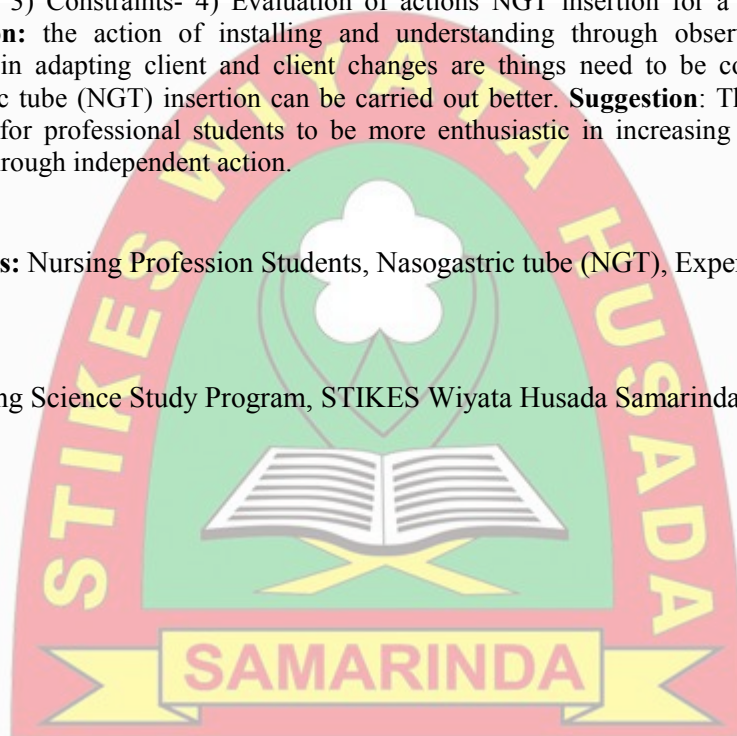 3) Constraints- 4) Evaluation of actions NGT insertion for a
on: the action of installing and understanding through obser
in adapting client and client changes are things need to be co
c tube (NGT) insertion can be carried out better. Suggestion: Th
for professional students to be more enthusiastic in increasing
rough independent action.
s: Nursing Profession Students, Nasogastric tube (NGT), Exper
ng Science Study Program, STIKES Wiyata Husada Samarinda
STIKES WIYATA HUSADA
SAMARINDA